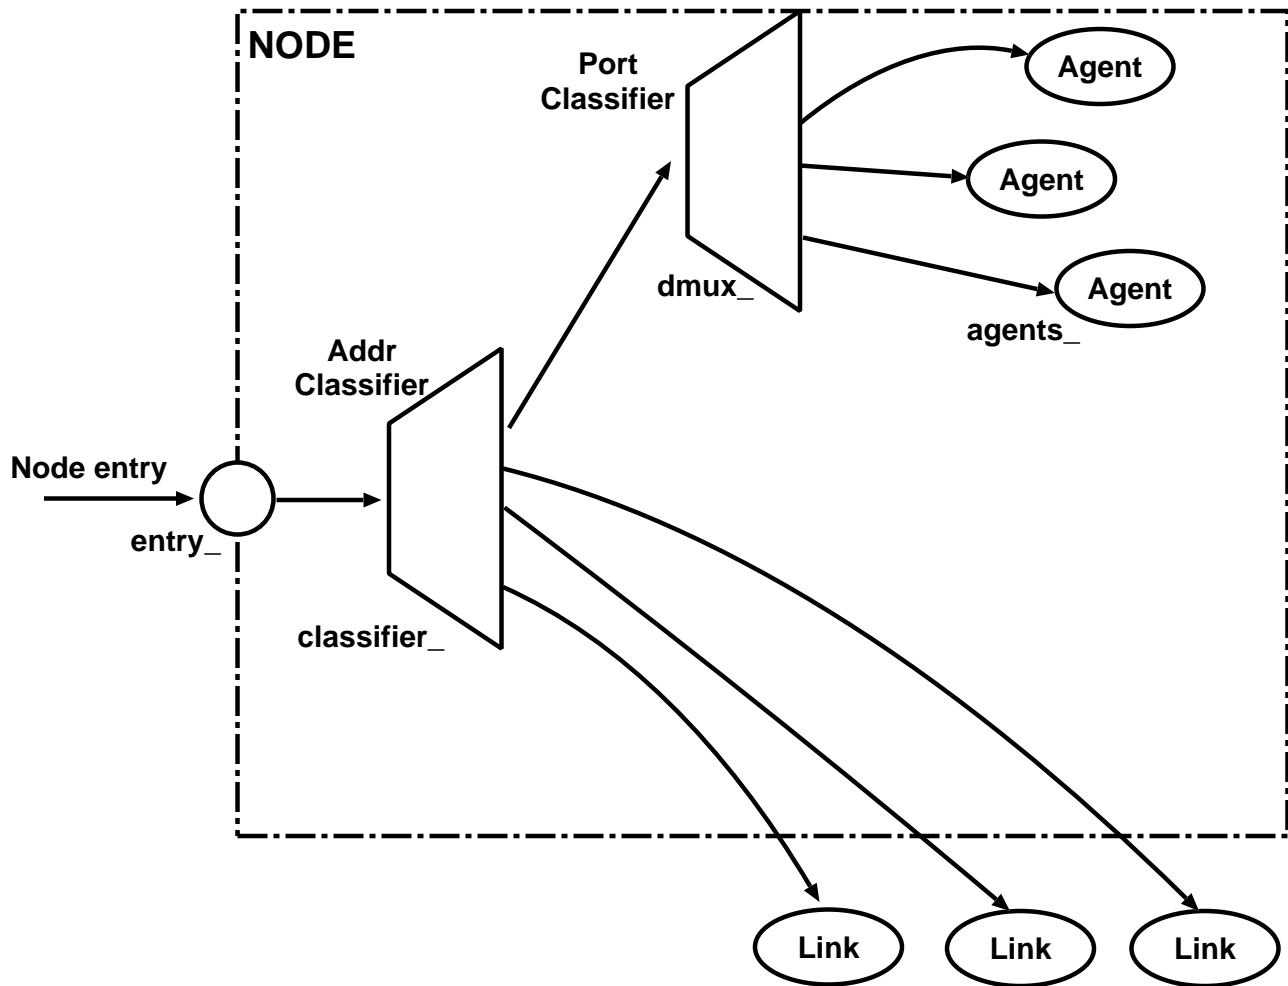 NODE
Port
Classifier
Agent
Agent
Agent
dmux_
agents_
Addr
Classifier
Node entry
entry_
classifier_
Link
Link
Link